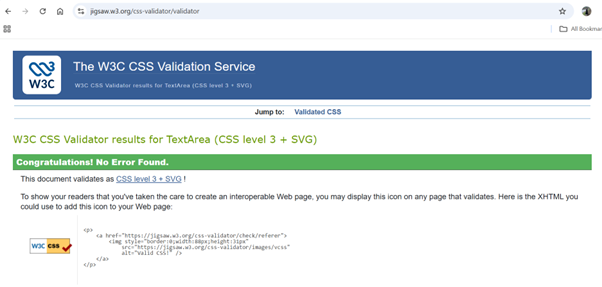 jigsaw.w3.org/css-validator/validator
All Bookmar
W3C
The W3C CSS Validation Service
W3C CSS Validator results for TextArea (CSS level 3 + SVG)
Jump to: Validated CSS
W3C CSS Validator results for TextArea (CSS level 3 + SVG)
Congratulations! No Error Found.
This document validates as CSS level 3 + SVG !
To show your readers that you've taken the care to create an interoperable Web page, you may display this icon on any page that validates. Here is the XHTML you
could use to add this icon to your Web page:
W3C css
<p>
<a href="https://jigsaw.w3.org/css-validator/check/referer">
<img style="border:0;width:88px;height:31px"
src="https://jigsaw.w3.org/css-validator/images/vcss"
alt="Valid CSS!" />
</a>
</p>